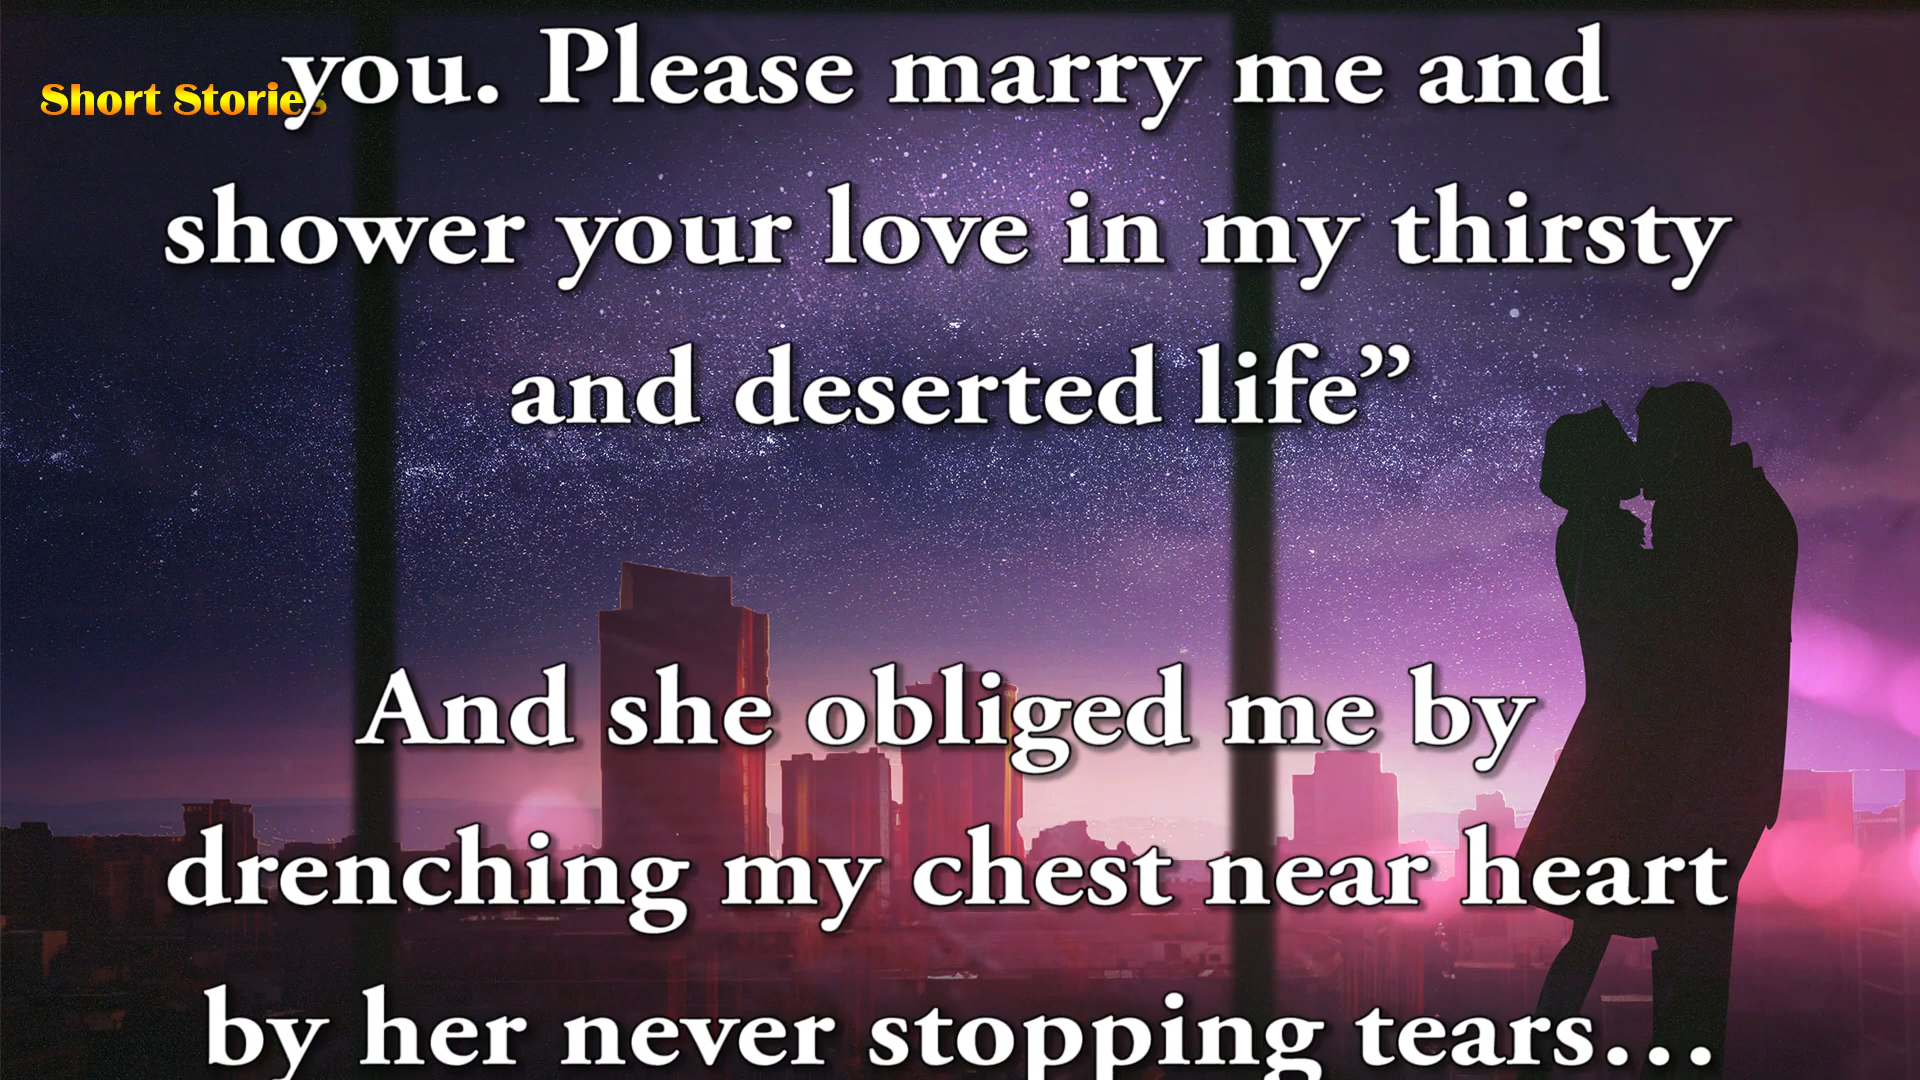 Short Stories
you. Please marry me and
shower your love in my thirsty
and deserted life”
And she obliged me by
drenching my chest near heart
by her never stopping tears…